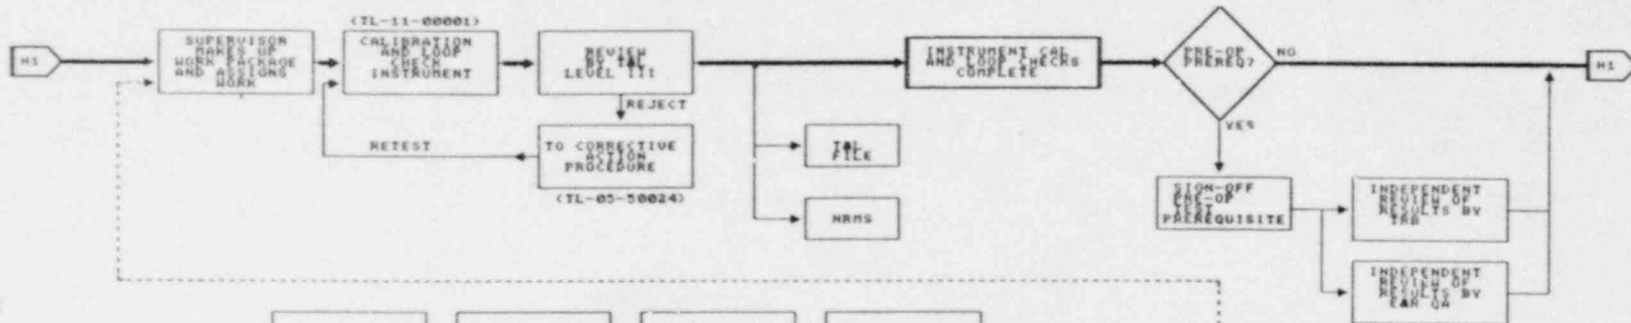 (TL-11-00001)
H1
SUPERVISOR
MAKES UP
WORK PACKAGE
AND ASSIGNS
WORK
CALIBRATION
AND LOOP
CHECK
INSTRUMENT
REVIEW
BY T&L
LEVEL III
INSTRUMENT CAL
AND LOOP CHECKS
COMPLETE
PRE-OP
PREREQ?
NO
H1
REJECT
YES
RETEST
TO CORRECTIVE
ACTION
PROCEDURE
(TL-05-50024)
T&L
FILE
NRMS
SIGN-OFF
PRE-OP
TEST
PREREQUISITE
INDEPENDENT
REVIEW OF
RESULTS BY
TRB
INDEPENDENT
REVIEW OF
RESULTS BY
E&R QA